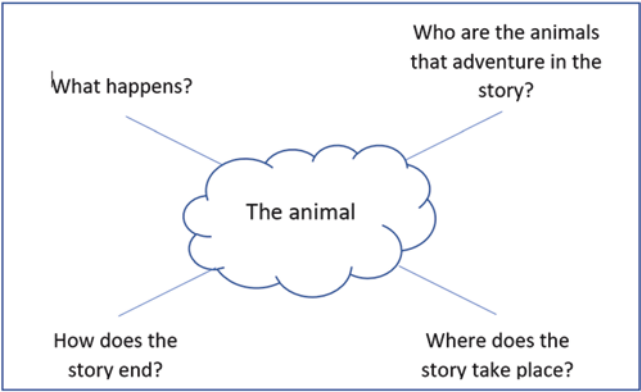 What happens?
Who are the animals
that adventure in the
story?
The animal
How does the
story end?
Where does the
story take place?